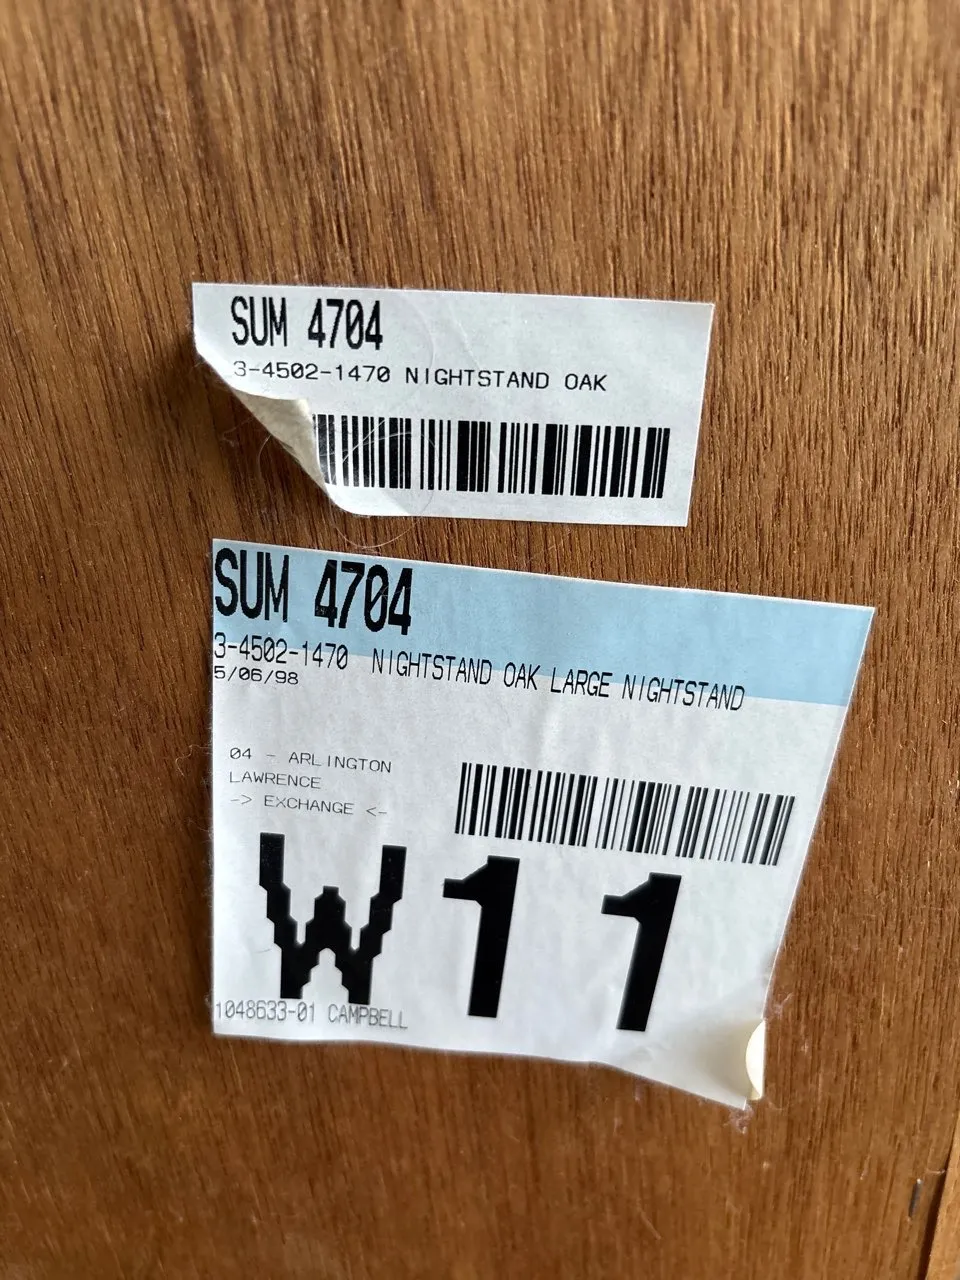 SUM 4704
3-4502-1470 NIGHTSTAND OAK
SUM 4704
3-4502-1470 NIGHTSTAND OAK LARGE NIGHTSTAND
5/06/98
04 - ARLINGTON
LAWRENCE
-> EXCHANGE <-
W11
1048633-01 CAMPBELL